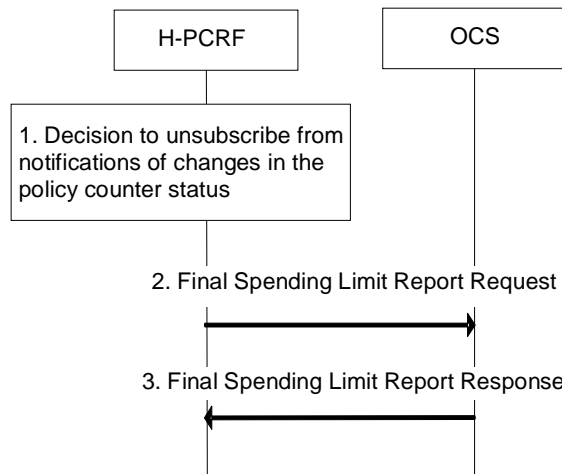 H-PCRF
OCS
1. Decision to unsubscribe from
notifications of changes in the
policy counter status
2. Final Spending Limit Report Request
3. Final Spending Limit Report Response